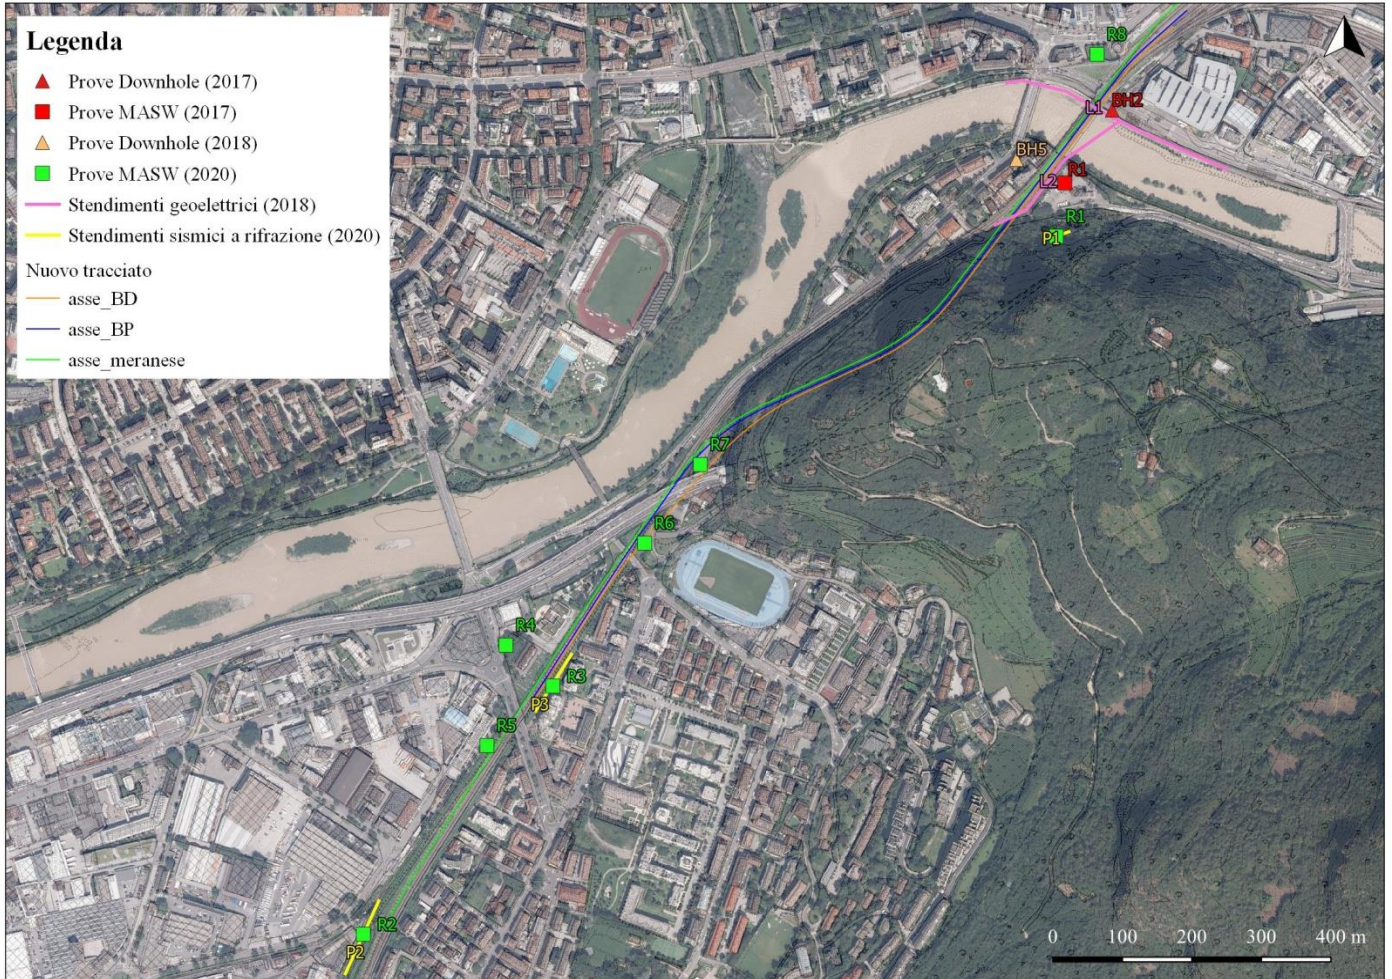 Legenda
Prove Downhole (2017)
Prove MASW (2017)
Prove Downhole (2018)
Prove MASW (2020)
Stendimenti geoelettrici (2018)
Stendimenti sismici a rifrazione (2020)
Nuovo tracciato
asse_BD
asse_BP
asse_meranese
R8
L1
BH2
BH5
L2
R1
R1
P1
R7
R6
R4
R3
P3
R5
R2
P2
0 100 200 300 400 m